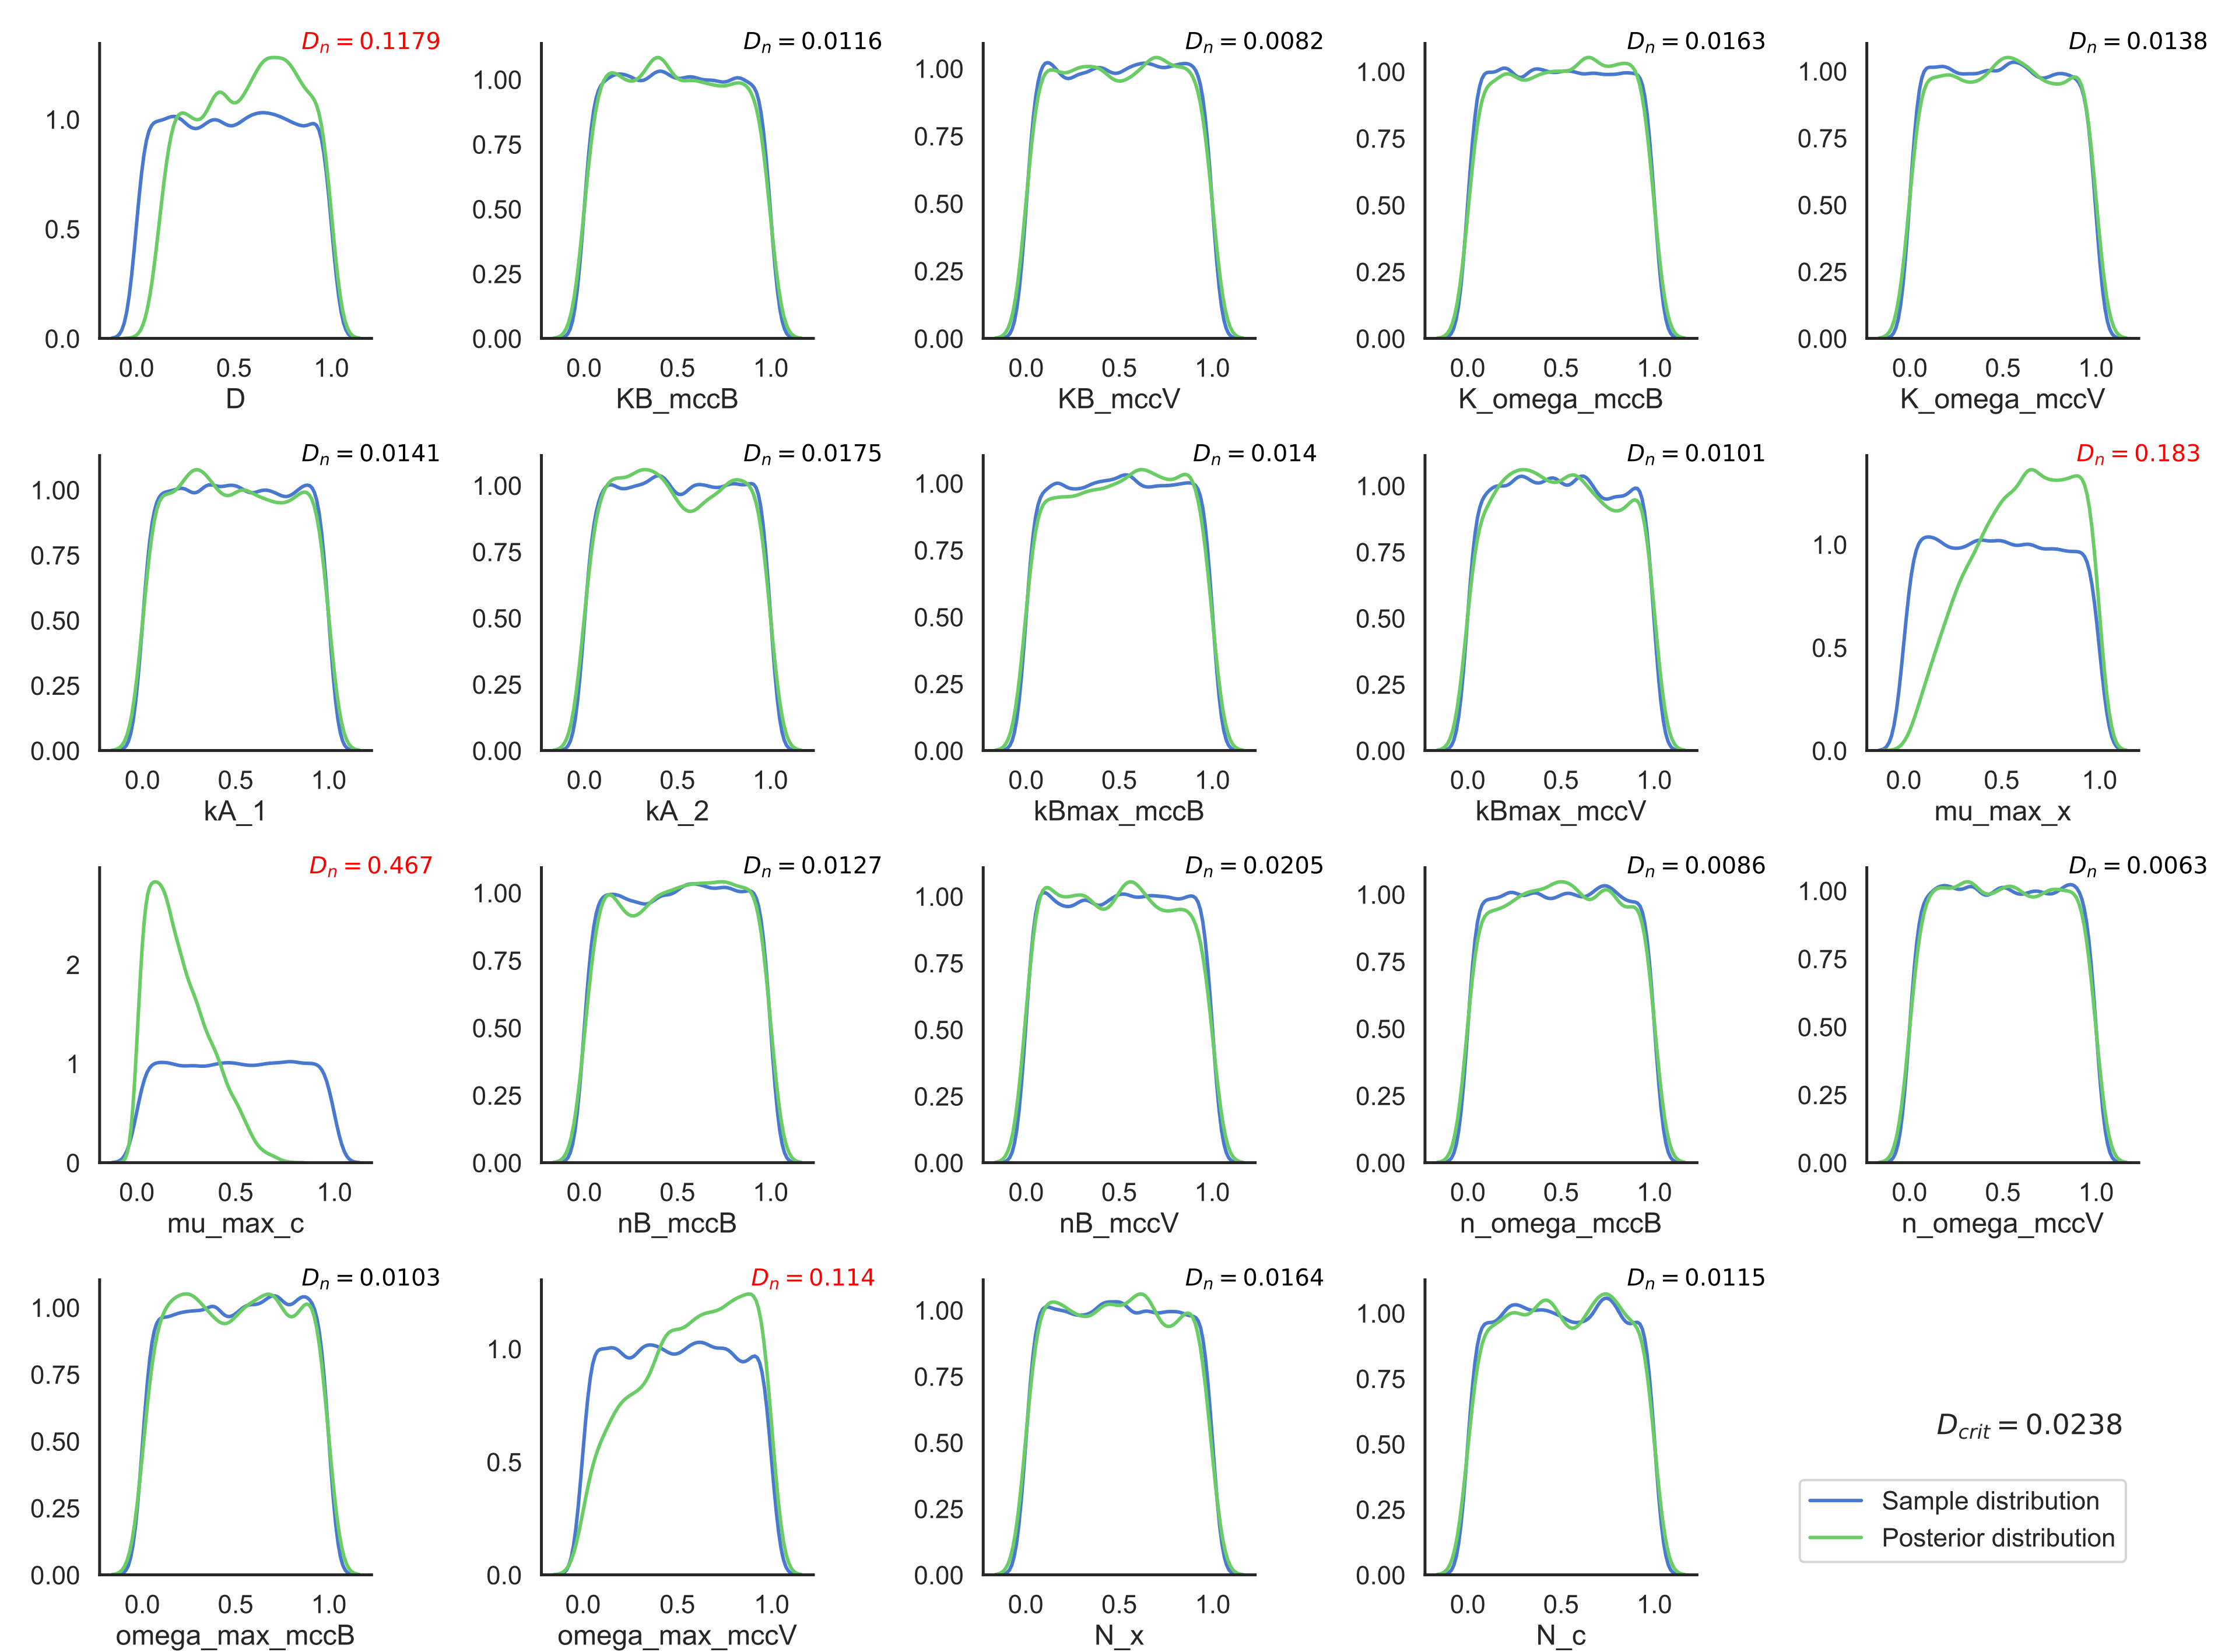 D_n = 0.1179
1.0
0.5
0.0
0.0 0.5 1.0
D
D_n = 0.0116
1.00
0.75
0.50
0.25
0.00
0.0 0.5 1.0
KB_mccB
D_n = 0.0082
1.00
0.75
0.50
0.25
0.00
0.0 0.5 1.0
KB_mccV
D_n = 0.0163
1.00
0.75
0.50
0.25
0.00
0.0 0.5 1.0
K_omega_mccB
D_n = 0.0138
1.00
0.75
0.50
0.25
0.00
0.0 0.5 1.0
K_omega_mccV
D_n = 0.0141
1.00
0.75
0.50
0.25
0.00
0.0 0.5 1.0
kA_1
D_n = 0.0175
1.00
0.75
0.50
0.25
0.00
0.0 0.5 1.0
kA_2
D_n = 0.014
1.00
0.75
0.50
0.25
0.00
0.0 0.5 1.0
kBmax_mccB
D_n = 0.0101
1.00
0.75
0.50
0.25
0.00
0.0 0.5 1.0
kBmax_mccV
D_n = 0.183
1.0
0.5
0.0
0.0 0.5 1.0
mu_max_x
D_n = 0.467
2
1
0
0.0 0.5 1.0
mu_max_c
D_n = 0.0127
1.00
0.75
0.50
0.25
0.00
0.0 0.5 1.0
nB_mccB
D_n = 0.0205
1.00
0.75
0.50
0.25
0.00
0.0 0.5 1.0
nB_mccV
D_n = 0.0086
1.00
0.75
0.50
0.25
0.00
0.0 0.5 1.0
n_omega_mccB
D_n = 0.0063
1.00
0.75
0.50
0.25
0.00
0.0 0.5 1.0
n_omega_mccV
D_n = 0.0103
1.00
0.75
0.50
0.25
0.00
0.0 0.5 1.0
omega_max_mccB
D_n = 0.114
1.0
0.5
0.0
0.0 0.5 1.0
omega_max_mccV
D_n = 0.0164
1.00
0.75
0.50
0.25
0.00
0.0 0.5 1.0
N_x
D_n = 0.0115
1.00
0.75
0.50
0.25
0.00
0.0 0.5 1.0
N_c
D_crit = 0.0238
Sample distribution
Posterior distribution